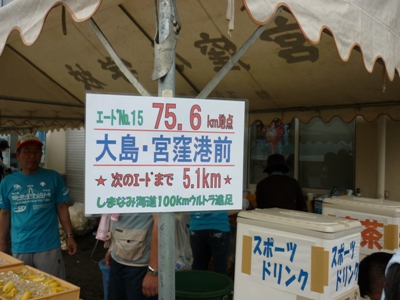 エードNo.15 75.6km地点
大島・宮窪港前
★ 次のエードまで 5.1km★
しまなみ海道100kmウルトラ遠足
スポーツ
ドリンク
スポーツ
ドリンク
茶